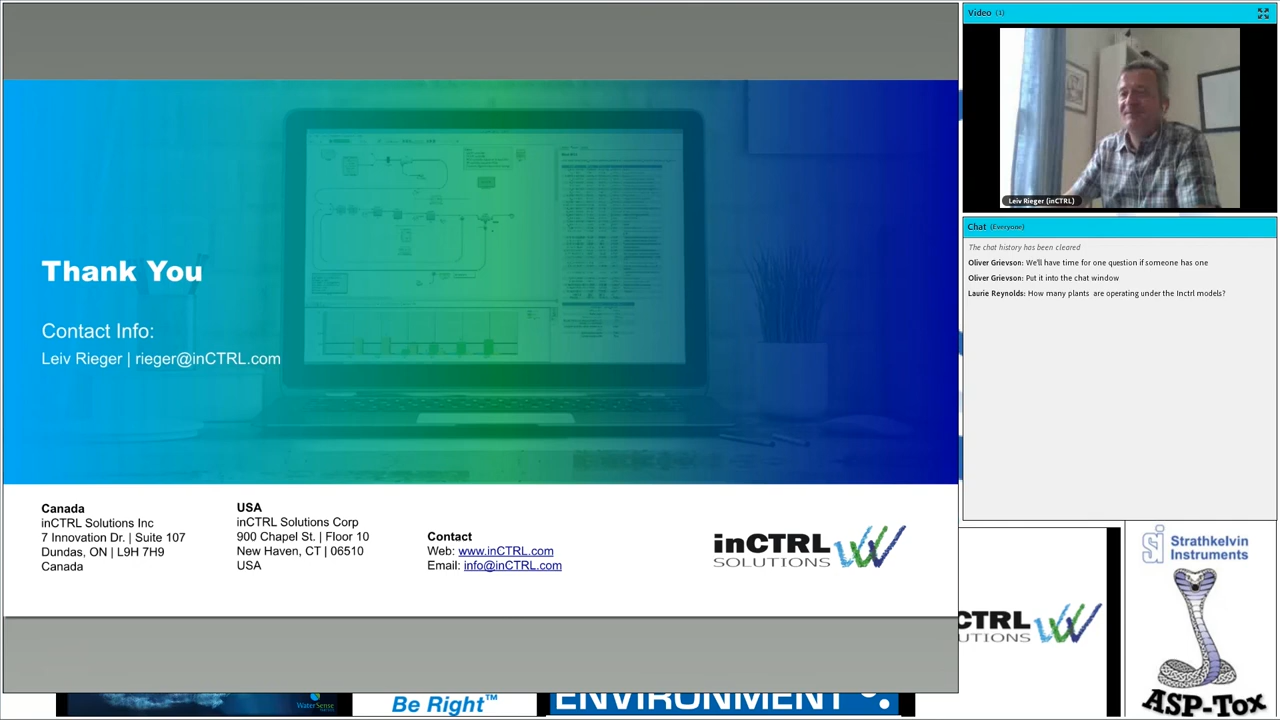 Thank You
Contact Info:
Leiv Rieger | rieger@inCTRL.com
Canada
inCTRL Solutions Inc
7 Innovation Dr. | Suite 107
Dundas, ON | L9H 7H9
Canada
USA
inCTRL Solutions Corp
900 Chapel St. | Floor 10
New Haven, CT | 06510
USA
Contact
Web: www.inCTRL.com
Email: info@inCTRL.com
inCTRL
SOLUTIONS
Video (1)
Leiv Rieger (inCTRL)
Chat (Everyone)
The chat history has been cleared
Oliver Grievson: We'll have time for one question if someone has one
Oliver Grievson: Put it into the chat window
Laurie Reynolds: How many plants are operating under the Inctrl models?
CTRL
UTIONS
Strathkelvin
Instruments
ASP-Tox
WaterSense
Be Right™
ENVIRONMENT